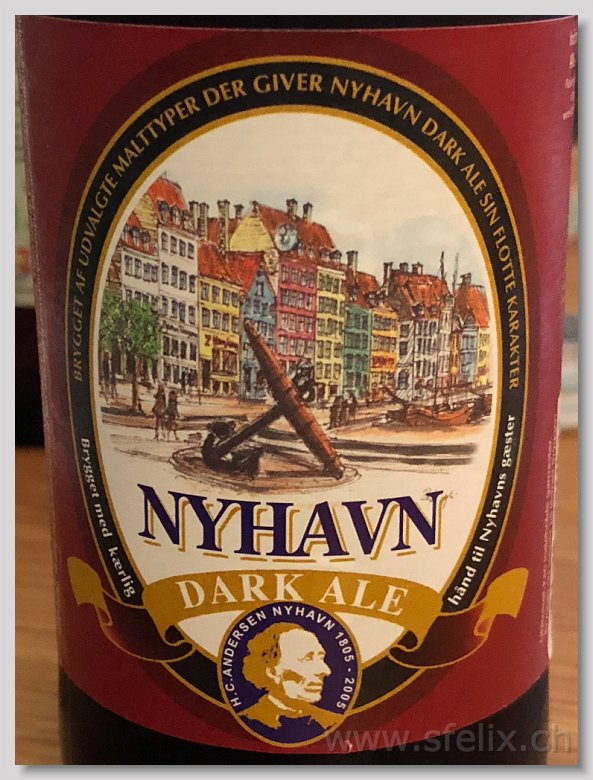 BRYGGET AF UDVALGTE MALTTYPER DER GIVER NYHAVN DARK ALE SIN FLOTTE KARAKTER
Brygget med kærlig
hånd til Nyhavns gæster
NYHAVN
DARK ALE
H.C. ANDERSEN NYHAVN 1805 - 2005
www.sfelix.ch